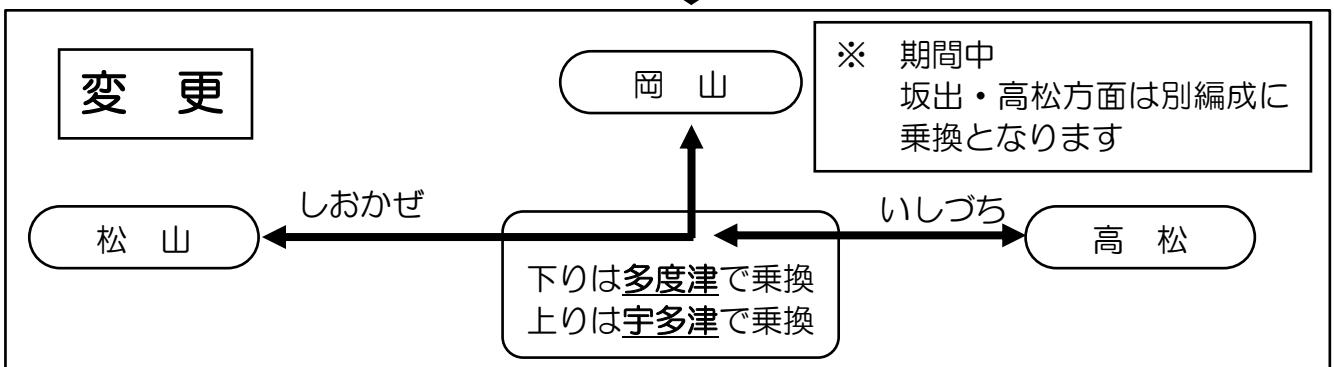 変 更
岡 山
※ 期間中
坂出・高松方面は別編成に
乗換となります
しおかぜ
いしづち
松 山
高 松
下りは多度津で乗換
上りは宇多津で乗換